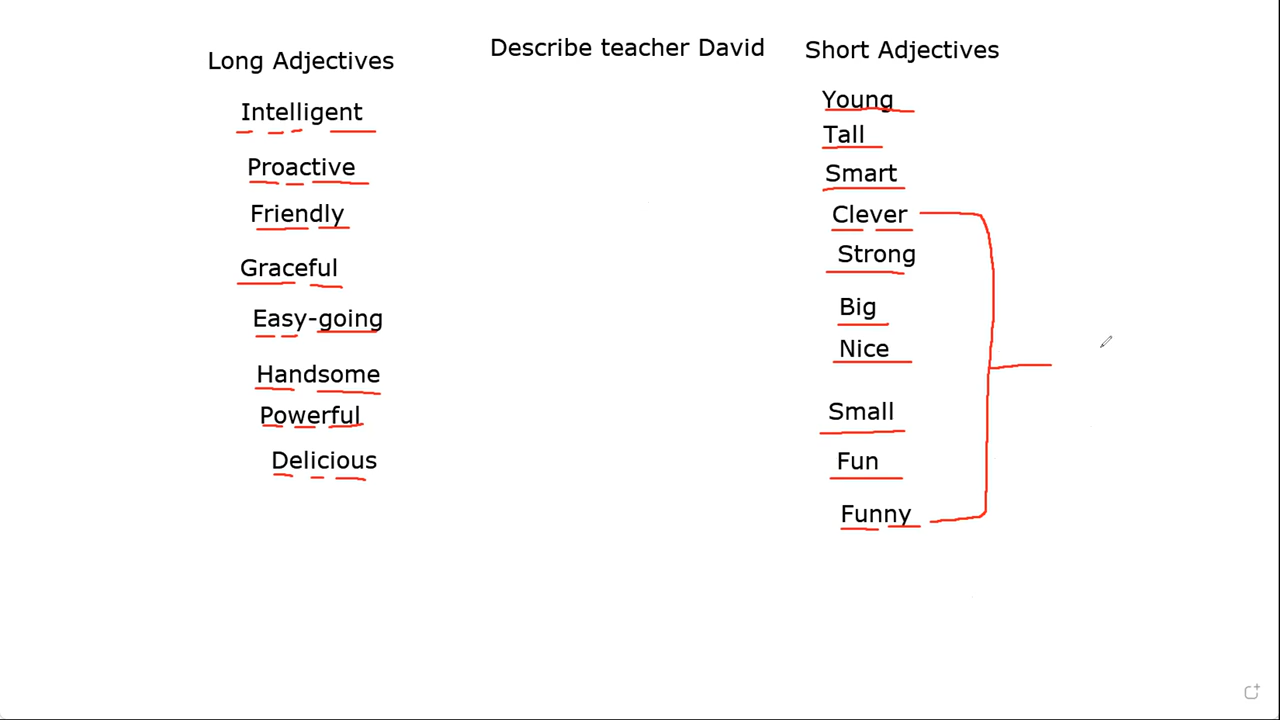 Describe teacher David
Long Adjectives
Intelligent
Proactive
Friendly
Graceful
Easy-going
Handsome
Powerful
Delicious
Short Adjectives
Young
Tall
Smart
Clever
Strong
Big
Nice
Small
Fun
Funny